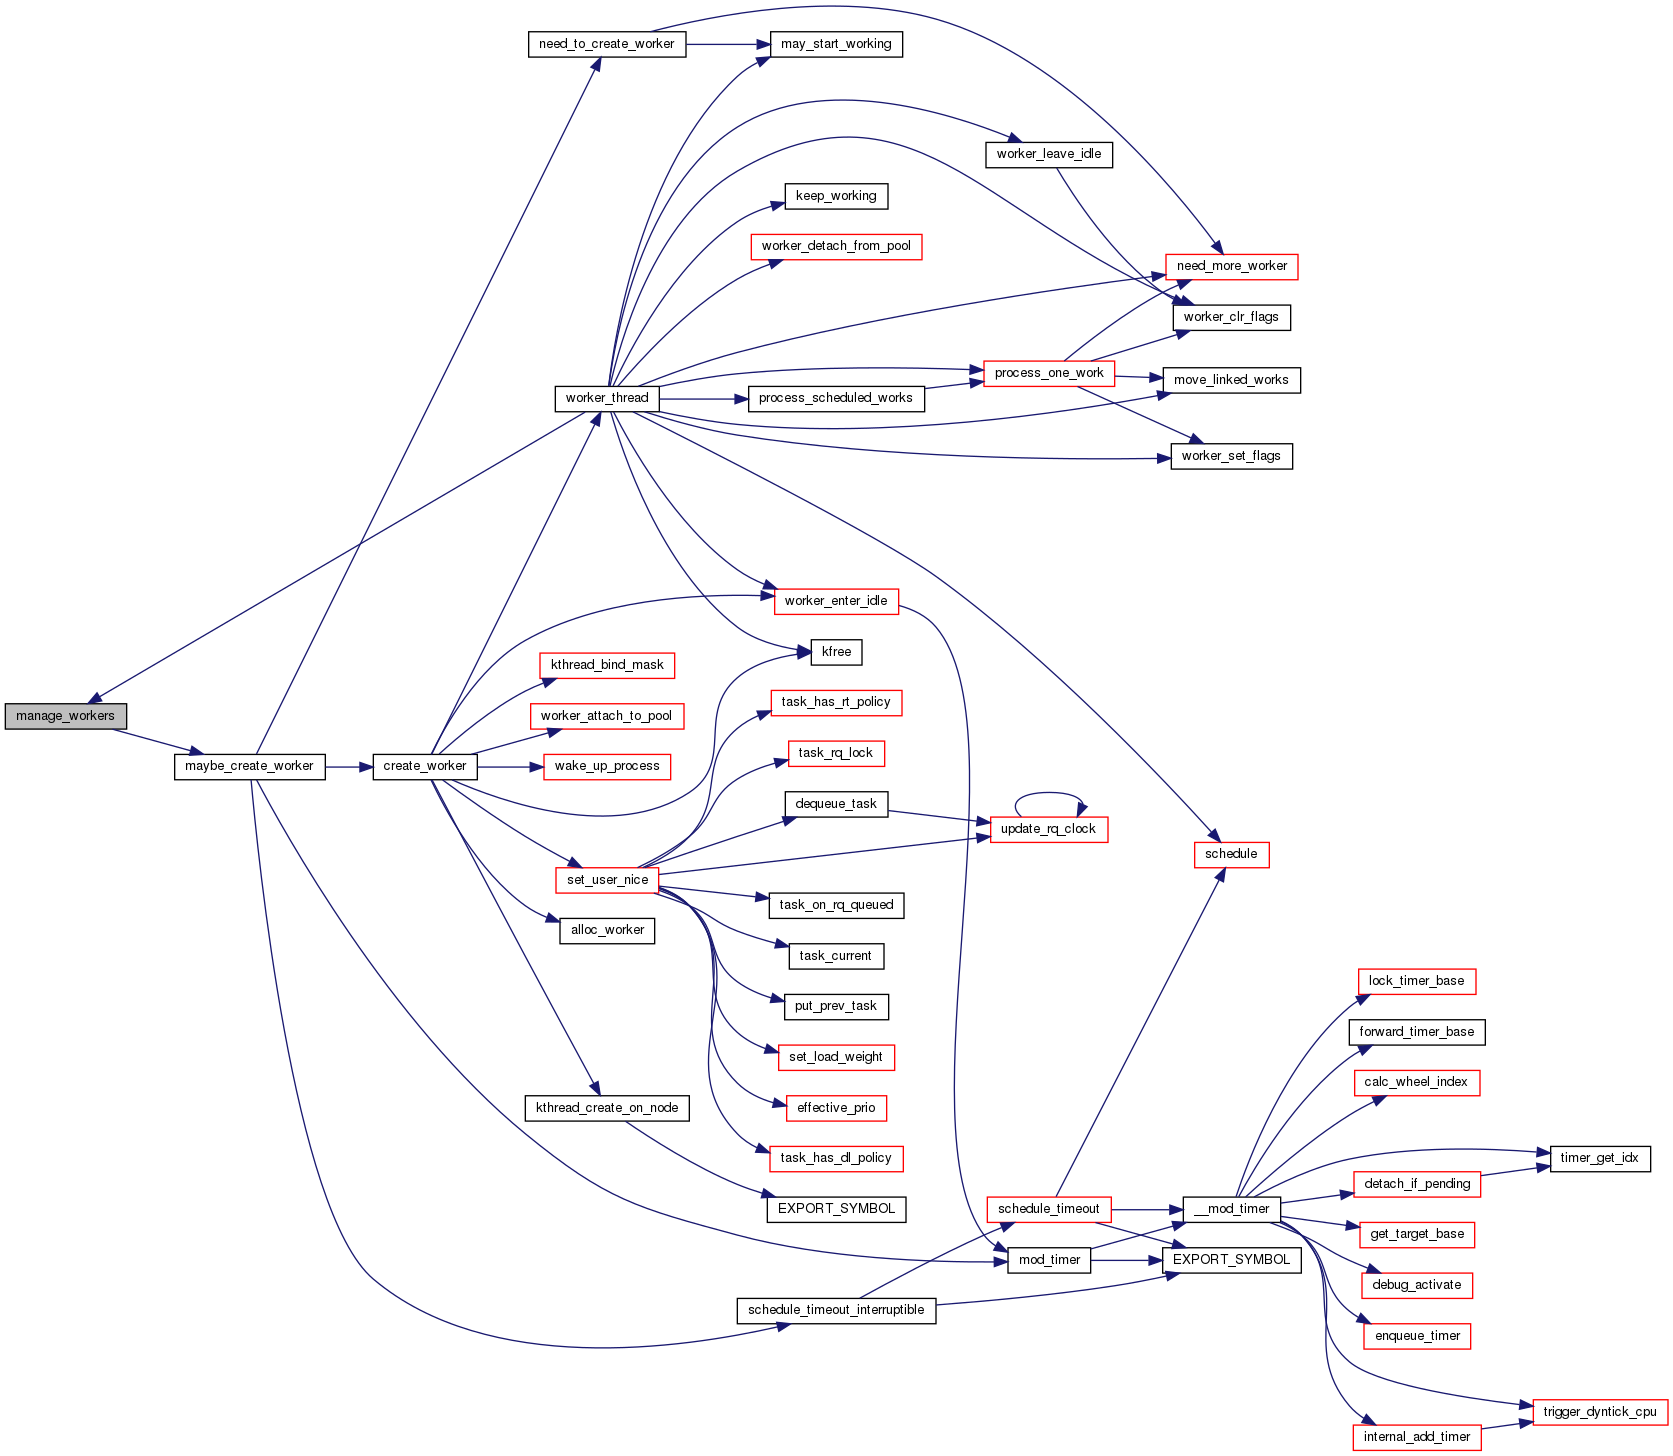 need_to_create_worker
may_start_working
worker_leave_idle
keep_working
worker_detach_from_pool
need_more_worker
worker_clr_flags
process_one_work
move_linked_works
worker_thread
process_scheduled_works
worker_set_flags
worker_enter_idle
kfree
kthread_bind_mask
task_has_rt_policy
manage_workers
worker_attach_to_pool
task_rq_lock
maybe_create_worker
create_worker
wake_up_process
dequeue_task
update_rq_clock
schedule
set_user_nice
task_on_rq_queued
alloc_worker
task_current
lock_timer_base
put_prev_task
forward_timer_base
set_load_weight
calc_wheel_index
kthread_create_on_node
effective_prio
task_has_dl_policy
timer_get_idx
detach_if_pending
EXPORT_SYMBOL
schedule_timeout
__mod_timer
get_target_base
mod_timer
EXPORT_SYMBOL
debug_activate
schedule_timeout_interruptible
enqueue_timer
trigger_dyntick_cpu
internal_add_timer